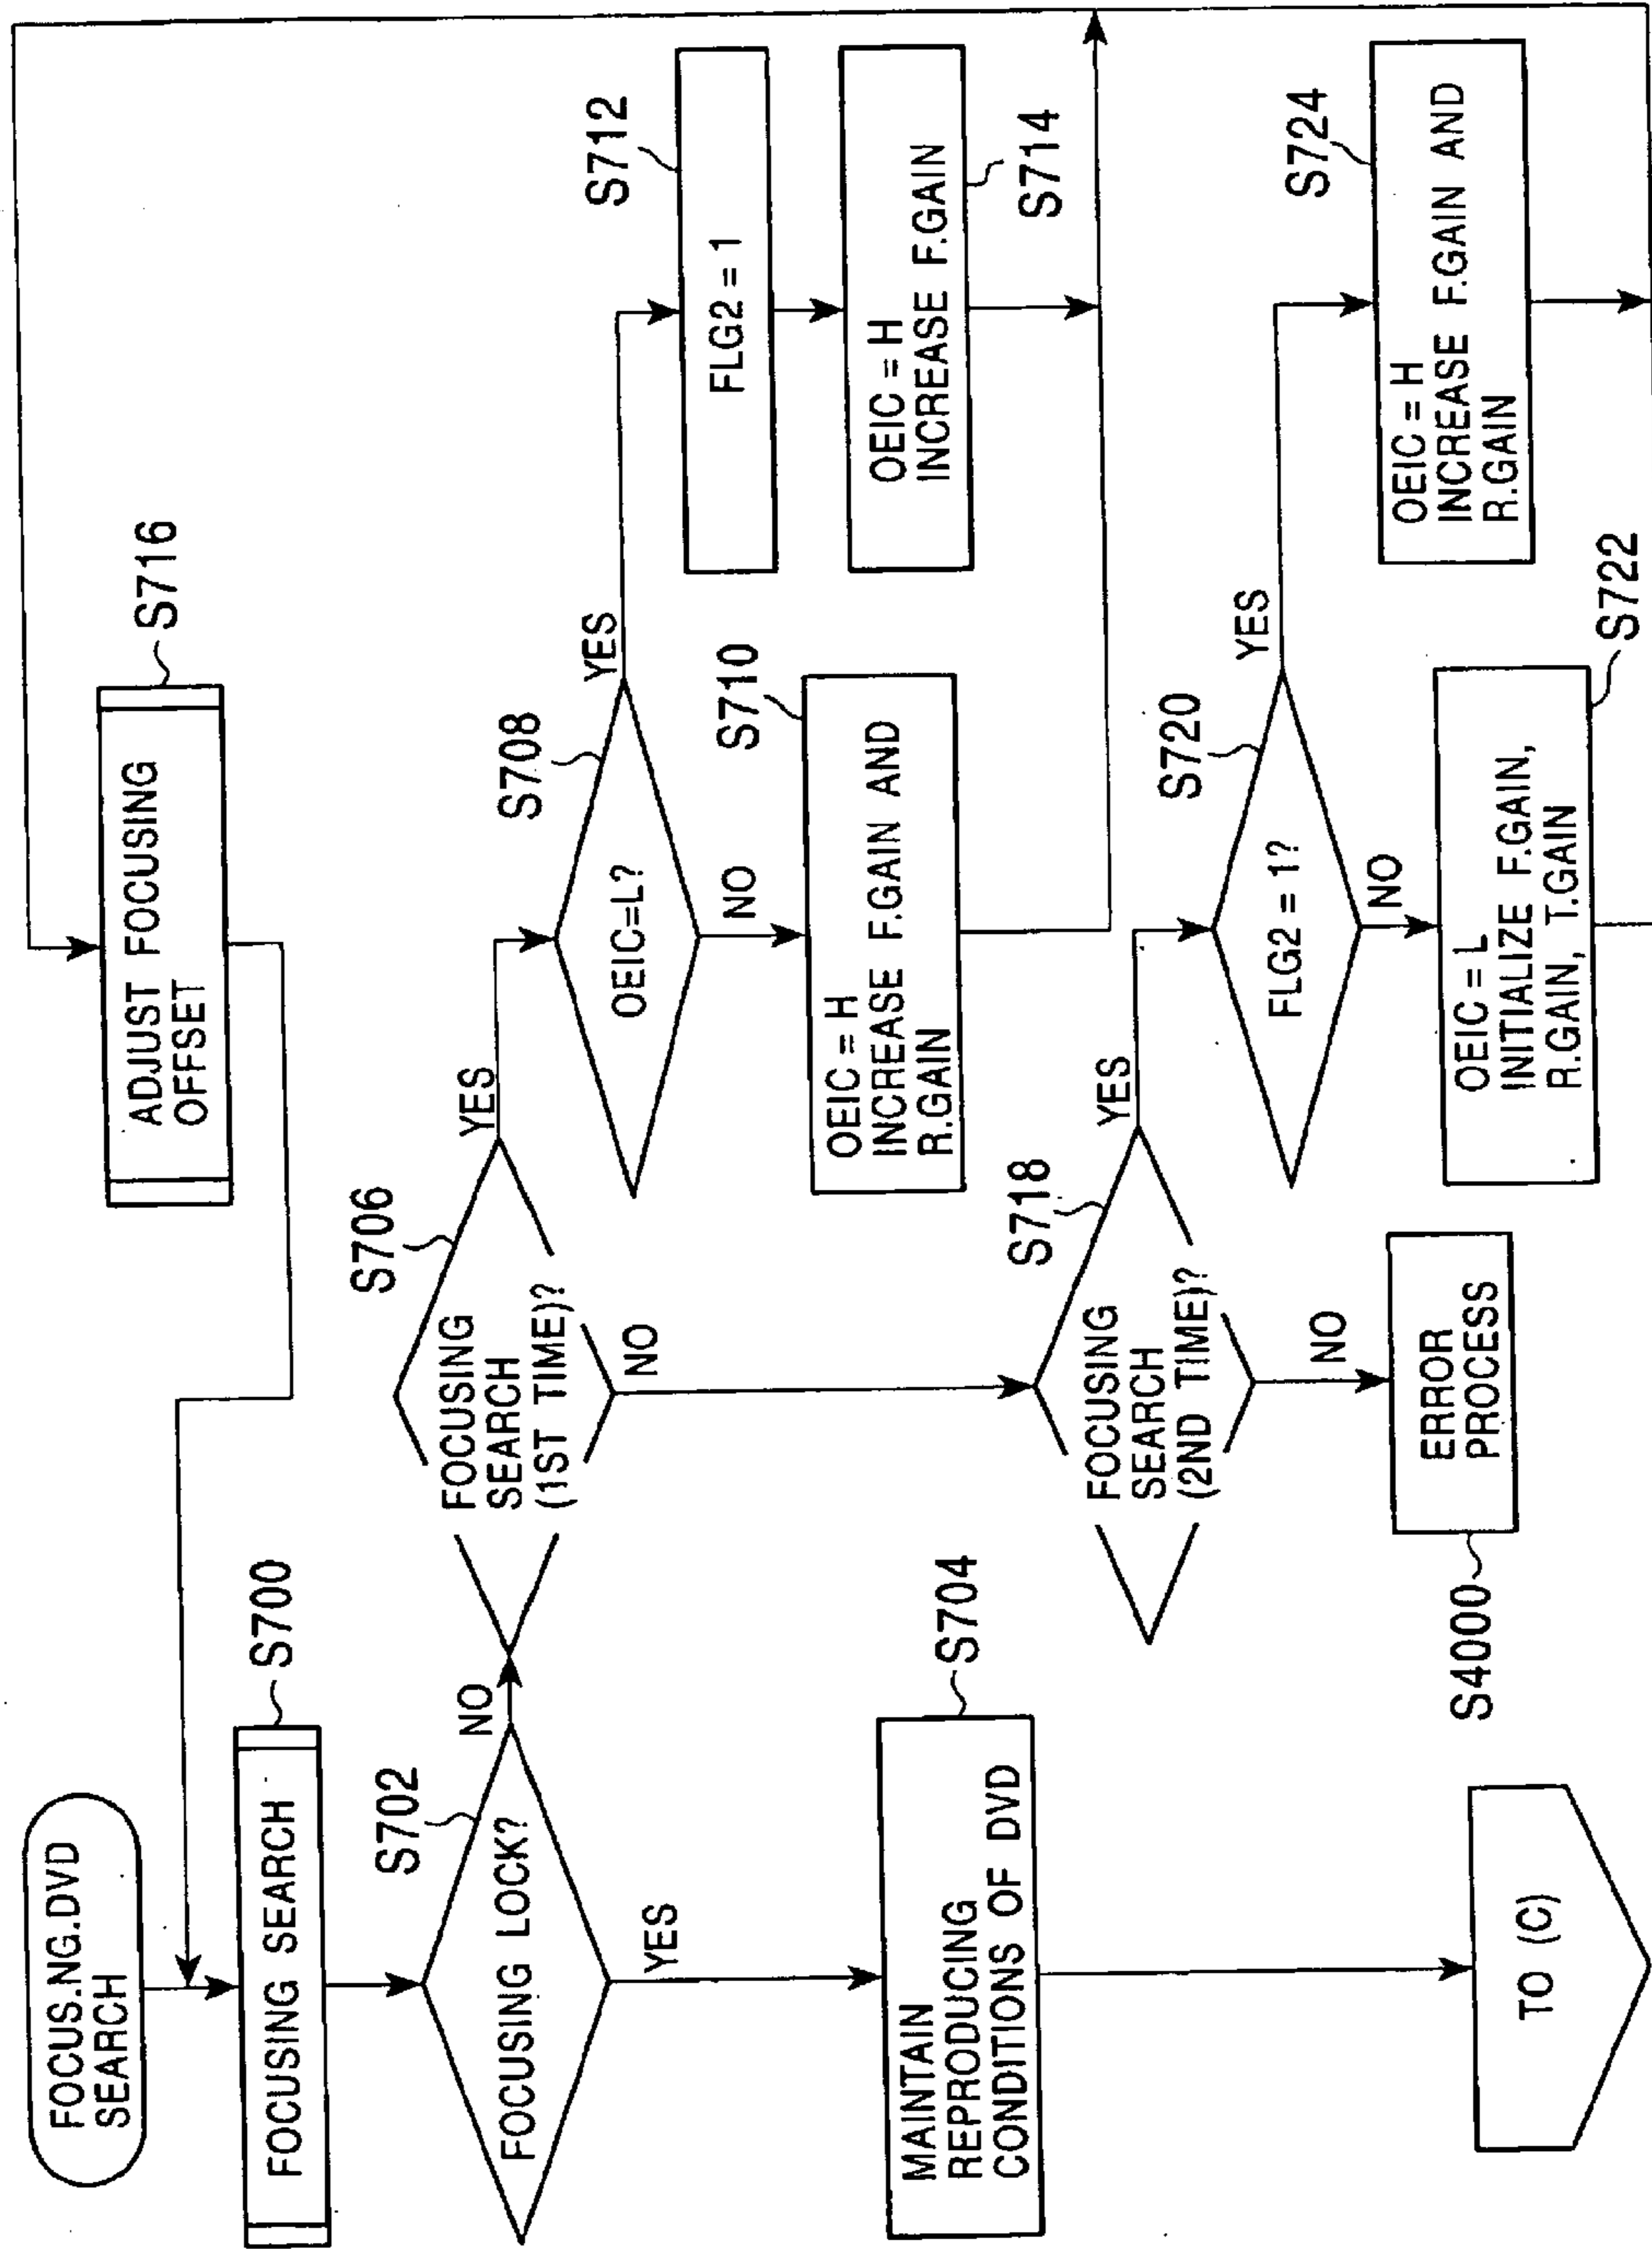 FOCUS.NG.DVD
SEARCH
FOCUSING SEARCH
S700
FOCUSING LOCK?
S702
NO
YES
MAINTAIN
REPRODUCING
CONDITIONS OF DVD
S704
TO (C)
ADJUST FOCUSING
OFFSET
S716
FOCUSING
SEARCH
(1ST TIME)?
S706
YES
NO
OEIC=L?
S708
YES
NO
FLG2 = 1
S712
OEIC = H
INCREASE F.GAIN
S714
OEIC = H
INCREASE F.GAIN AND
R.GAIN
S710
FOCUSING
SEARCH
(2ND TIME)?
S718
YES
NO
ERROR
PROCESS
S4000
FLG2 = 1?
S720
YES
NO
OEIC = H
INCREASE F.GAIN AND
R.GAIN
S724
OEIC = L
INITIALIZE F.GAIN,
R.GAIN, T.GAIN
S722